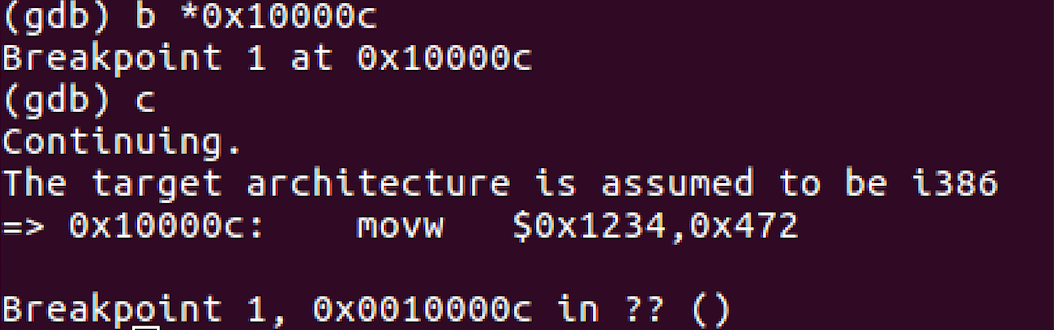 (gdb) b *0x10000c
Breakpoint 1 at 0x10000c
(gdb) c
Continuing.
The target architecture is assumed to be i386
=> 0x10000c:    movw   $0x1234,0x472
Breakpoint 1, 0x0010000c in ?? ()